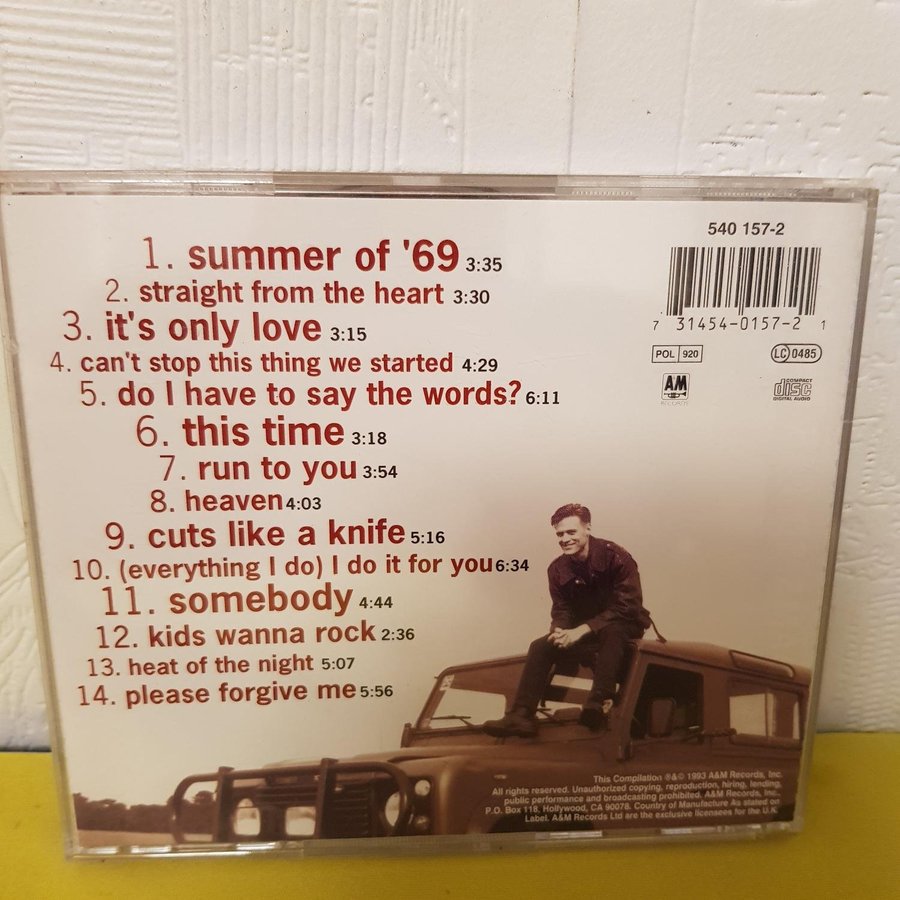 540 157-2
7 31454-0157-2 1
POL 920
LC 0485
AM
RECORDS
COMPACT
disc
DIGITAL AUDIO
1. summer of '69 3:35
2. straight from the heart 3:30
3. it's only love 3:15
4. can't stop this thing we started 4:29
5. do I have to say the words? 6:11
6. this time 3:18
7. run to you 3:54
8. heaven 4:03
9. cuts like a knife 5:16
10. (everything I do) I do it for you 6:34
11. somebody 4:44
12. kids wanna rock 2:36
13. heat of the night 5:07
14. please forgive me 5:56
This Compilation ℗&© 1993 A&M Records, Inc.
All rights reserved. Unauthorized copying, reproduction, hiring, lending,
public performance and broadcasting prohibited. A&M Records, Inc.,
P.O. Box 118, Hollywood, CA 90078. Country of Manufacture As stated on
Label. A&M Records Ltd are the exclusive licensees for the U.K.